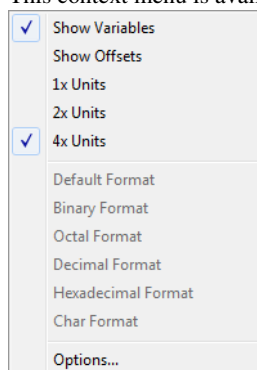 This context menu is avail
Show Variables
Show Offsets
1x Units
2x Units
4x Units
Default Format
Binary Format
Octal Format
Decimal Format
Hexadecimal Format
Char Format
Options...